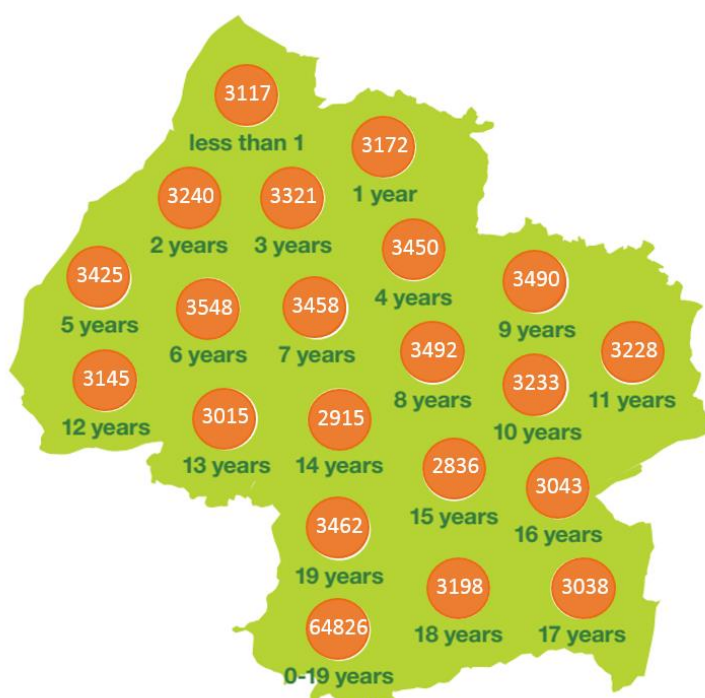 3117
less than 1
3172
1 year
3240
2 years
3321
3 years
3450
4 years
3425
5 years
3548
6 years
3458
7 years
3492
8 years
3490
9 years
3233
10 years
3228
11 years
3145
12 years
3015
13 years
2915
14 years
2836
15 years
3043
16 years
3038
17 years
3198
18 years
3462
19 years
64826
0-19 years